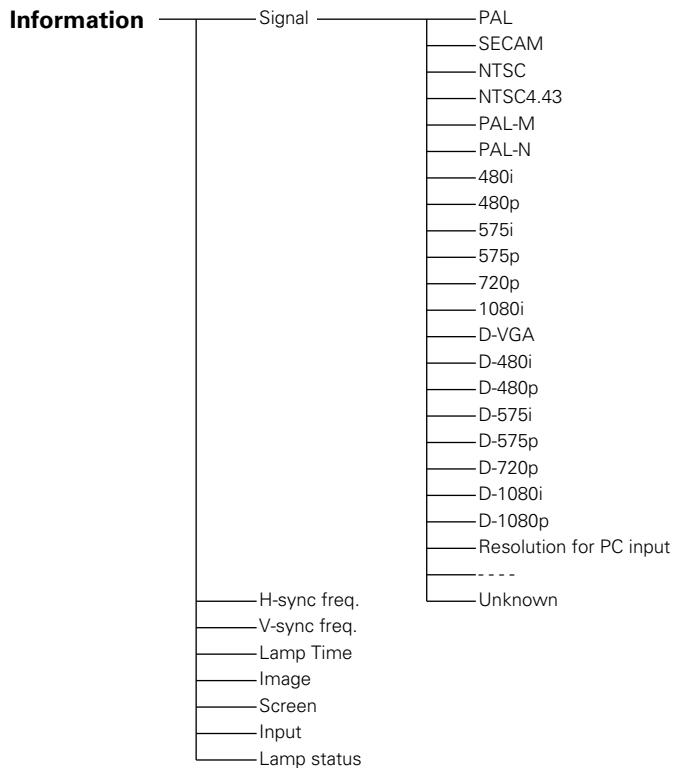 Information
Signal
PAL
SECAM
NTSC
NTSC4.43
PAL-M
PAL-N
480i
480p
575i
575p
720p
1080i
D-VGA
D-480i
D-480p
D-575i
D-575p
D-720p
D-1080i
D-1080p
Resolution for PC input
- - - -
Unknown
H-sync freq.
V-sync freq.
Lamp Time
Image
Screen
Input
Lamp status